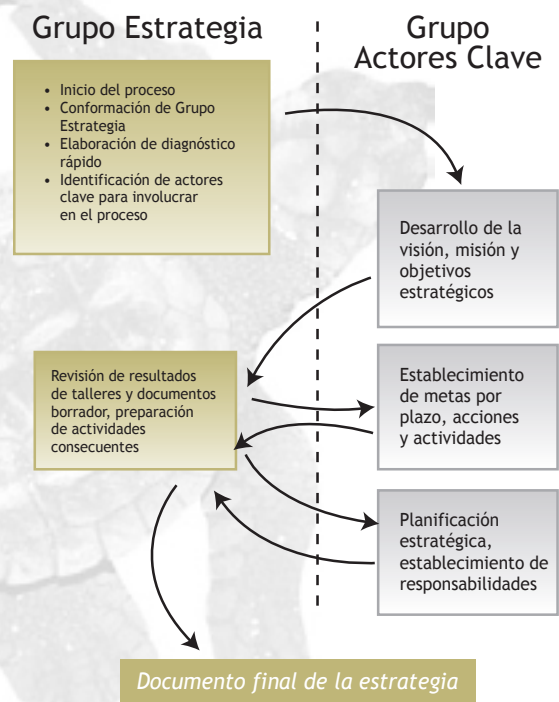 Grupo Estrategia
Grupo
Actores Clave
• Inicio del proceso
• Conformación de Grupo
Estrategia
• Elaboración de diagnóstico
rápido
• Identificación de actores
clave para involucrar
en el proceso
Desarrollo de la
visión, misión y
objetivos
estratégicos
Revisión de resultados
de talleres y documentos
borrador, preparación
de actividades
consecuentes
Establecimiento
de metas por
plazo, acciones
y actividades
Planificación
estratégica,
establecimiento de
responsabilidades
Documento final de la estrategia